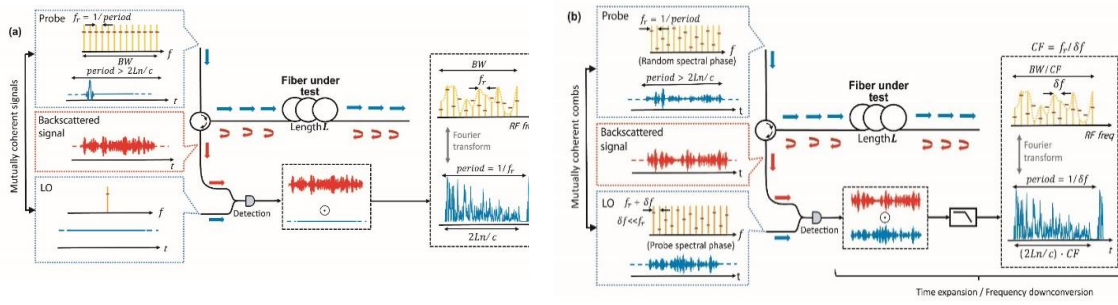 (a)
Mutually coherent signals
Probe
f_r = 1/period
f
BW
period > 2Ln/c
t
Backscattered
signal
t
LO
f
t
Fiber under
test
Length L
Detection
BW
f_r
RF freq
Fourier
transform
period = 1/f_r
t
2Ln/c
(b)
Mutually coherent combs
Probe
f_r = 1/period
f
(Random spectral phase)
period > 2Ln/c
t
Backscattered
signal
t
LO
f_r + δf
δf<<f_r
f
(Probe spectral phase)
t
Fiber under
test
Length L
Detection
CF = f_r/δf
BW/CF
δf
RF freq
Fourier
transform
period = 1/δf
t
(2Ln/c) · CF
Time expansion / Frequency downconversion